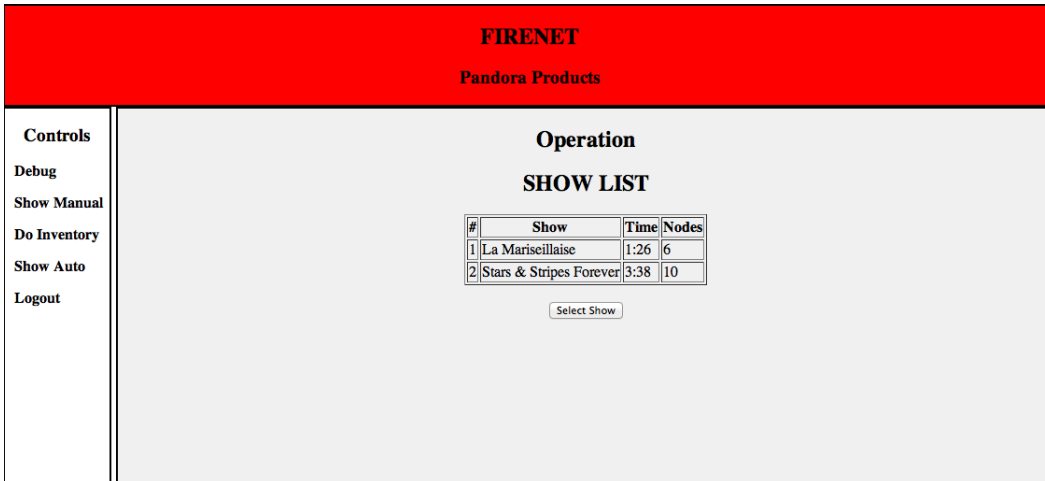 FIRENET
Pandora Products
Controls
Debug
Show Manual
Do Inventory
Show Auto
Logout
Operation
SHOW LIST
# Show Time Nodes
1 La Mariseillaise 1:26 6
2 Stars & Stripes Forever 3:38 10
Select Show